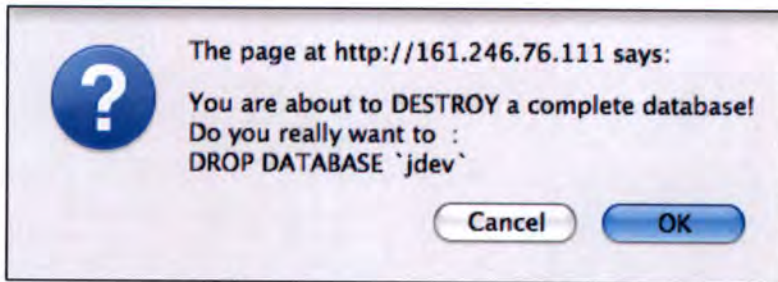 The page at http://161.246.76.111 says:
You are about to DESTROY a complete database!
Do you really want to :
DROP DATABASE `jdev`
Cancel
OK